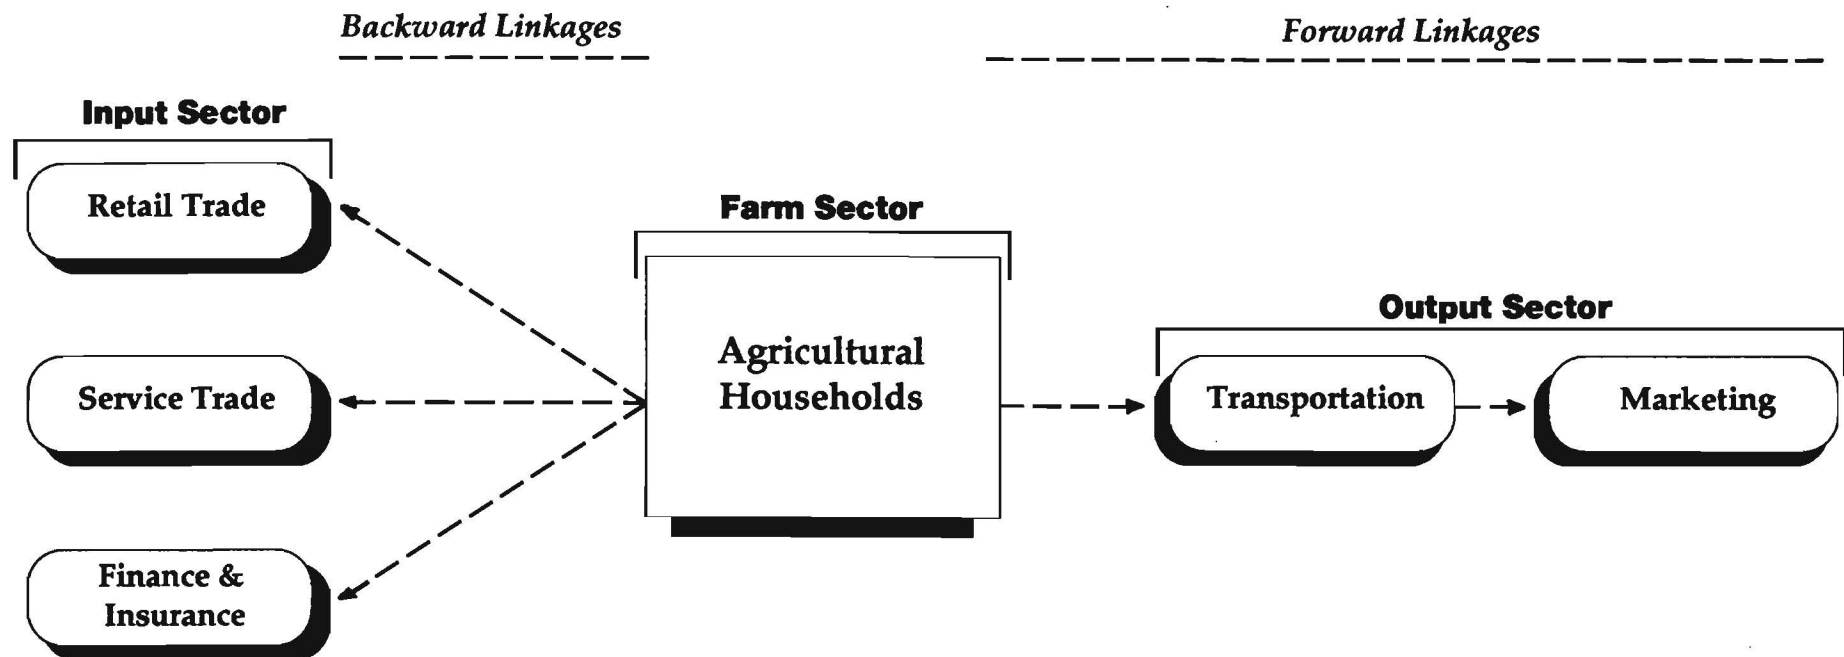 Backward Linkages
Forward Linkages
Input Sector
Retail Trade
Farm Sector
Output Sector
Agricultural
Households
Service Trade
Transportation
Marketing
Finance &
Insurance